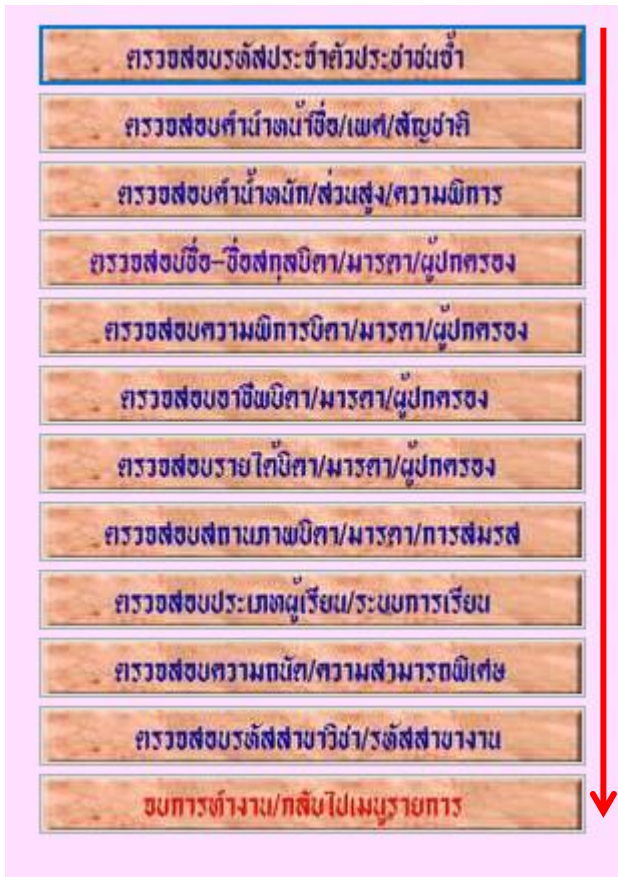 ตรวจสอบรหัสประจำตัวประชาชนซ้ำ
ตรวจสอบคำนำหน้าชื่อ/เพศ/สัญชาติ
ตรวจสอบค่าน้ำหนัก/ส่วนสูง/ความพิการ
ตรวจสอบชื่อ-ชื่อสกุลบิดา/มารดา/ผู้ปกครอง
ตรวจสอบความพิการบิดา/มารดา/ผู้ปกครอง
ตรวจสอบอาชีพบิดา/มารดา/ผู้ปกครอง
ตรวจสอบรายได้บิดา/มารดา/ผู้ปกครอง
ตรวจสอบสถานภาพบิดา/มารดา/การสมรส
ตรวจสอบประเภทผู้เรียน/ระบบการเรียน
ตรวจสอบความถนัด/ความสามารถพิเศษ
ตรวจสอบรหัสสาขาวิชา/รหัสสาขางาน
จบการทำงาน/กลับไปเมนูรายการ